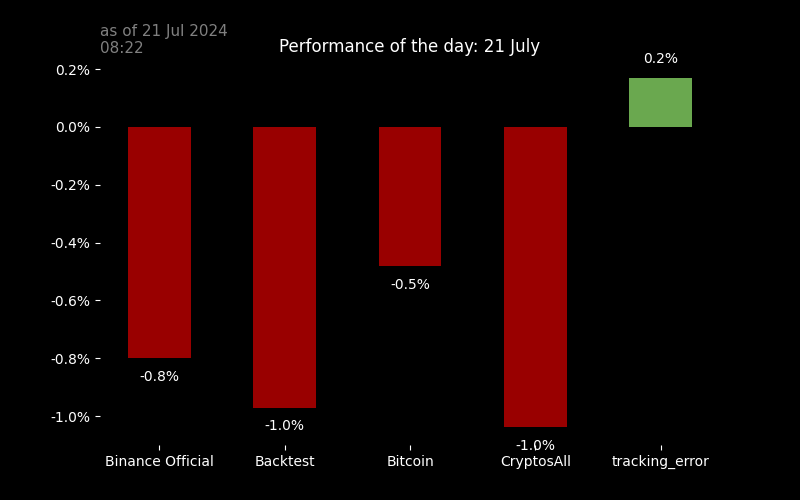 as of 21 Jul 2024
08:22
Performance of the day: 21 July
0.2%
0.2%
0.0%
-0.2%
-0.4%
-0.5%
-0.6%
-0.8%
-0.8%
-1.0%
-1.0%
-1.0%
Binance Official
Backtest
Bitcoin
CryptosAll
tracking_error